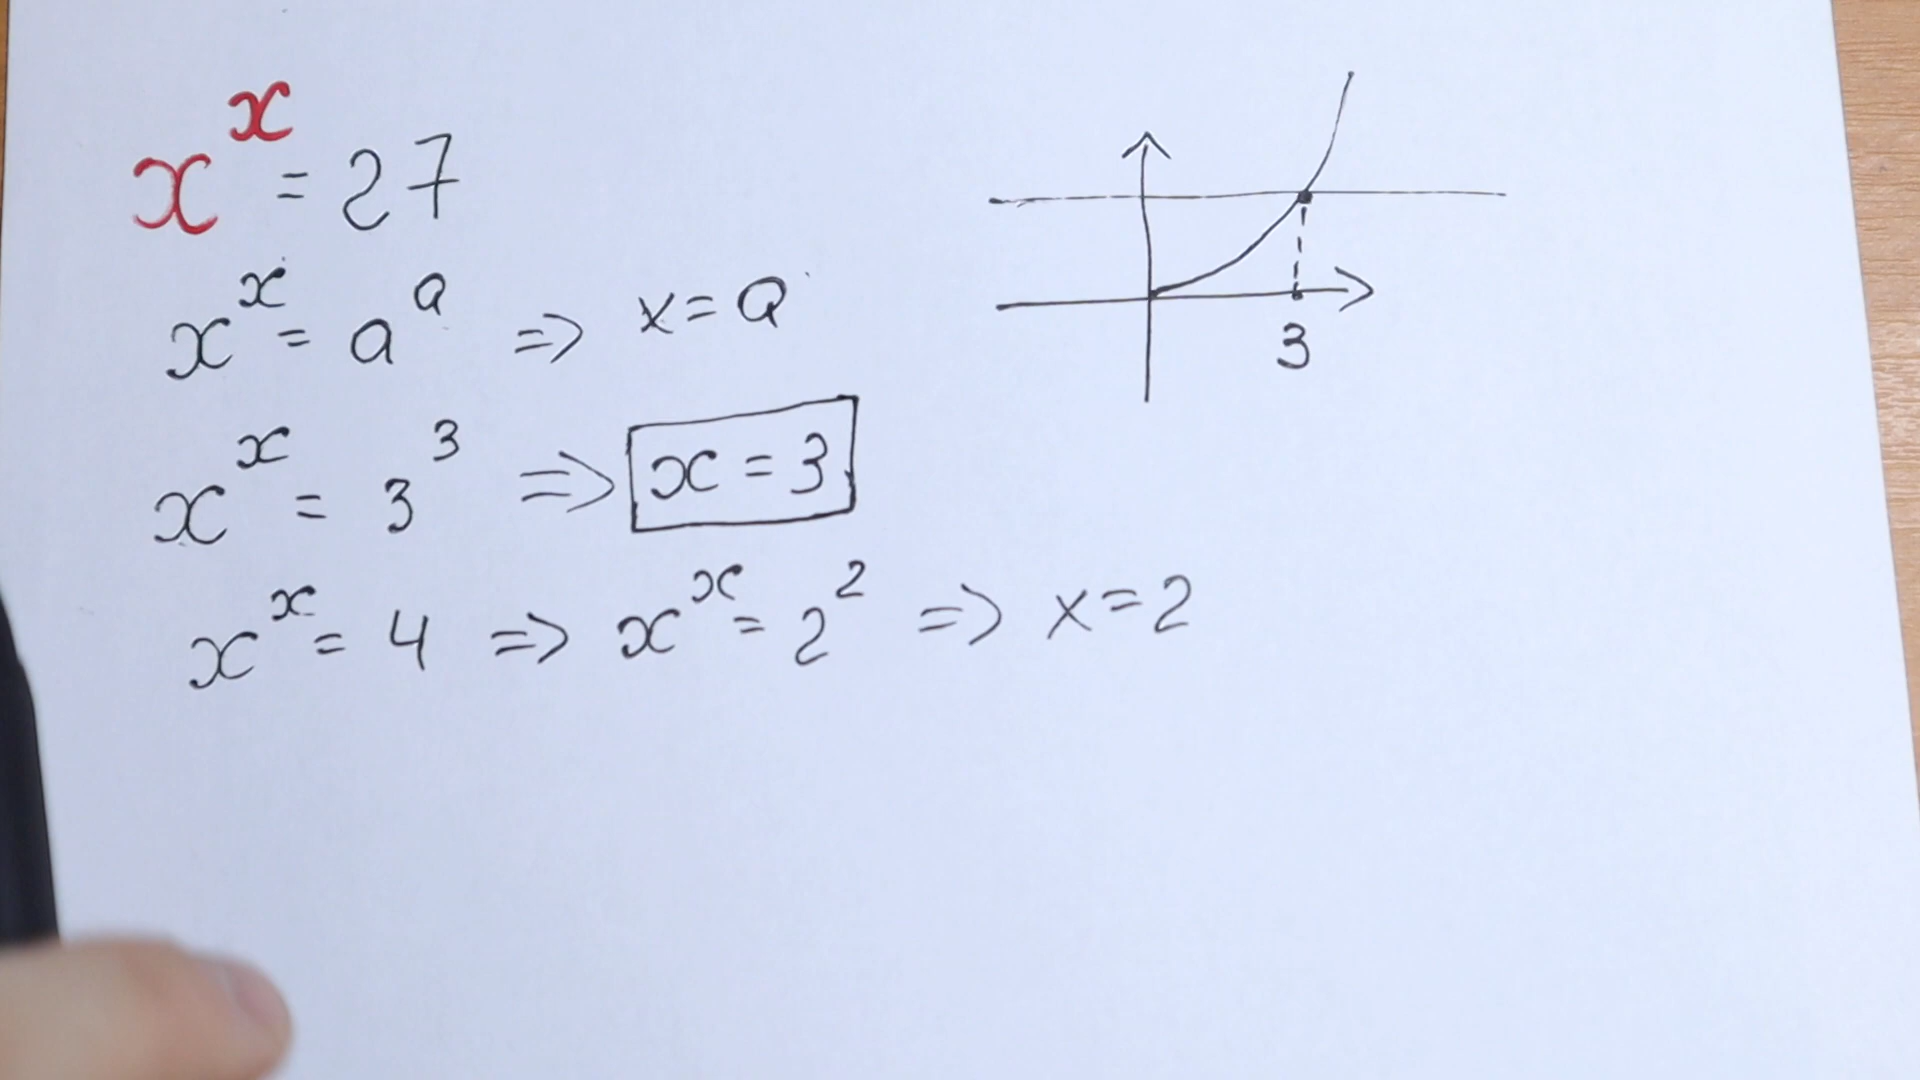 x^x = 27
x^x = a^a => x = a
x^x = 3^3 => x = 3
x^x = 4 => x^x = 2^2 => x = 2
3